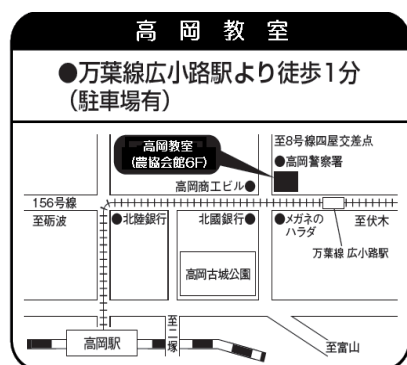 高岡教室
●万葉線広小路駅より徒歩1分
（駐車場有）
高岡教室
（農協会館6F）
至8号線四屋交差点
●高岡警察署
高岡商工ビル●
156号線
至砺波
●北陸銀行
北國銀行●
●メガネの
ハラダ
至伏木
万葉線 広小路駅
高岡古城公園
高岡駅
至二塚
至富山